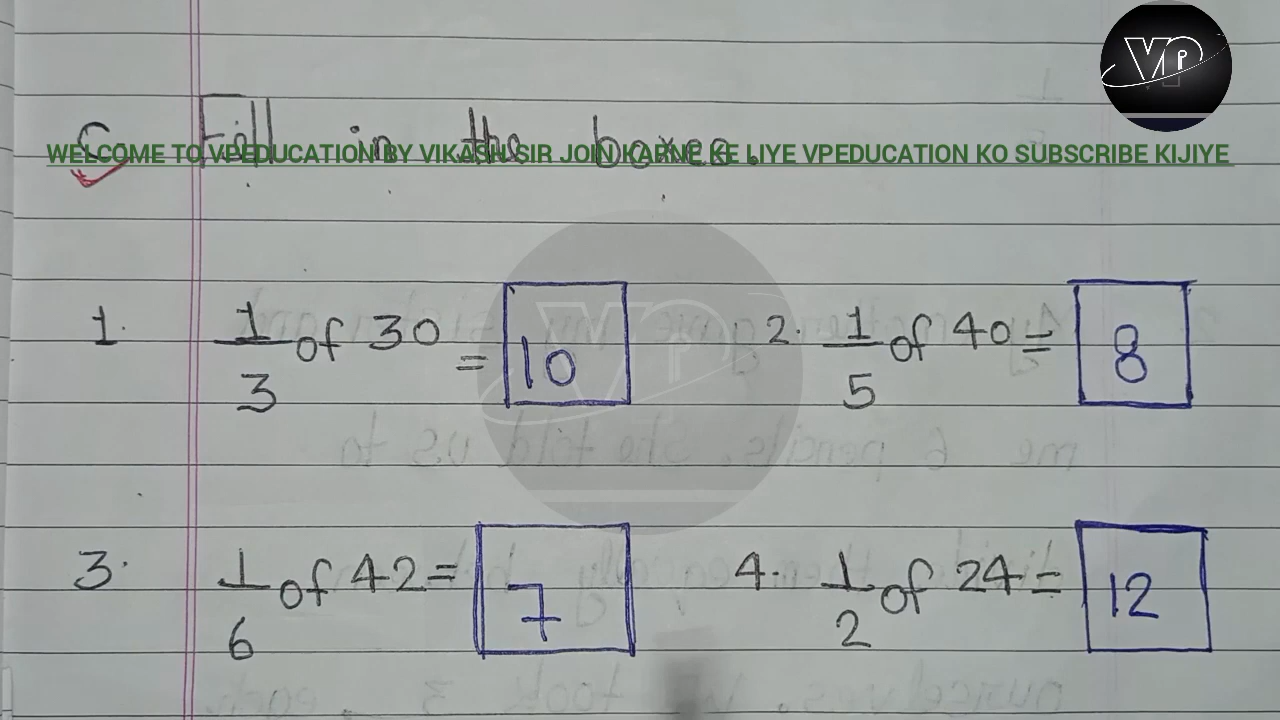 VP
C. Fill in the boxes.
WELCOME TO VPEDUCATION BY VIKASH SIR JOIN KARNE KE LIYE VPEDUCATION KO SUBSCRIBE KIJIYE
1. 1/3 of 30 = 10 2. 1/5 of 40 = 8
3. 1/6 of 42 = 7 4. 1/2 of 24 = 12